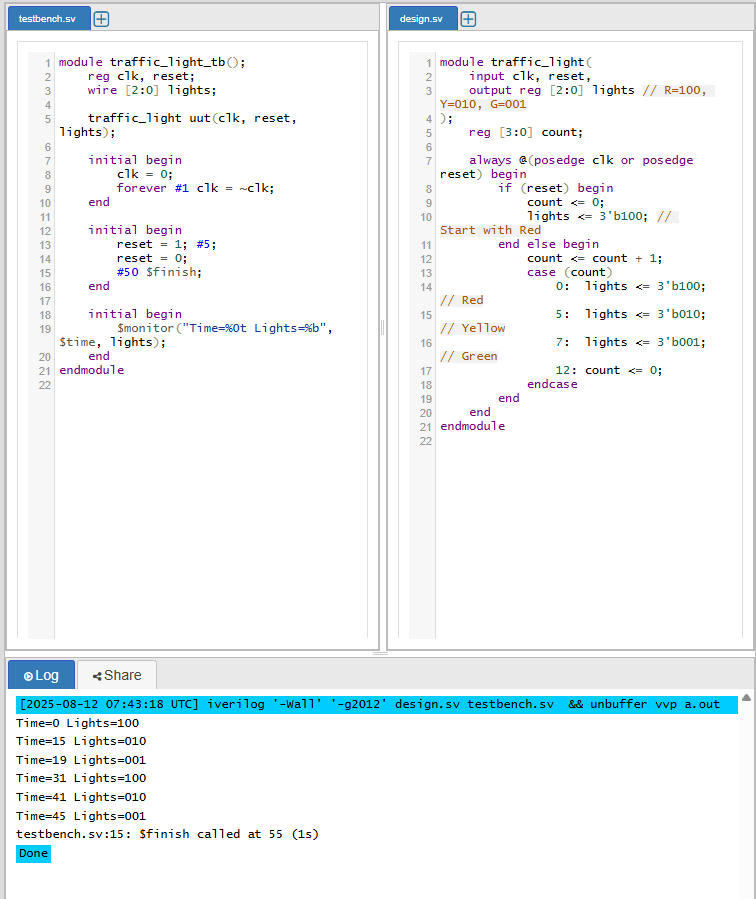 testbench.sv
1 module traffic_light_tb();
2 reg clk, reset;
3 wire [2:0] lights;
4
5 traffic_light uut(clk, reset,
lights);
6
7 initial begin
8 clk = 0;
9 forever #1 clk = ~clk;
10 end
11
12 initial begin
13 reset = 1; #5;
14 reset = 0;
15 #50 $finish;
16 end
17
18 initial begin
19 $monitor("Time=%0t Lights=%b",
$time, lights);
20 end
21 endmodule
22
design.sv
1 module traffic_light(
2 input clk, reset,
3 output reg [2:0] lights // R=100,
Y=010, G=001
4 );
5 reg [3:0] count;
6
7 always @(posedge clk or posedge
reset) begin
8 if (reset) begin
9 count <= 0;
10 lights <= 3'b100; //
Start with Red
11 end else begin
12 count <= count + 1;
13 case (count)
14 0: lights <= 3'b100;
// Red
15 5: lights <= 3'b010;
// Yellow
16 7: lights <= 3'b001;
// Green
17 12: count <= 0;
18 endcase
19 end
20 end
21 endmodule
22
Log
Share
[2025-08-12 07:43:18 UTC] iverilog '-Wall' '-g2012' design.sv testbench.sv && unbuffer vvp a.out
Time=0 Lights=100
Time=15 Lights=010
Time=19 Lights=001
Time=31 Lights=100
Time=41 Lights=010
Time=45 Lights=001
testbench.sv:15: $finish called at 55 (1s)
Done